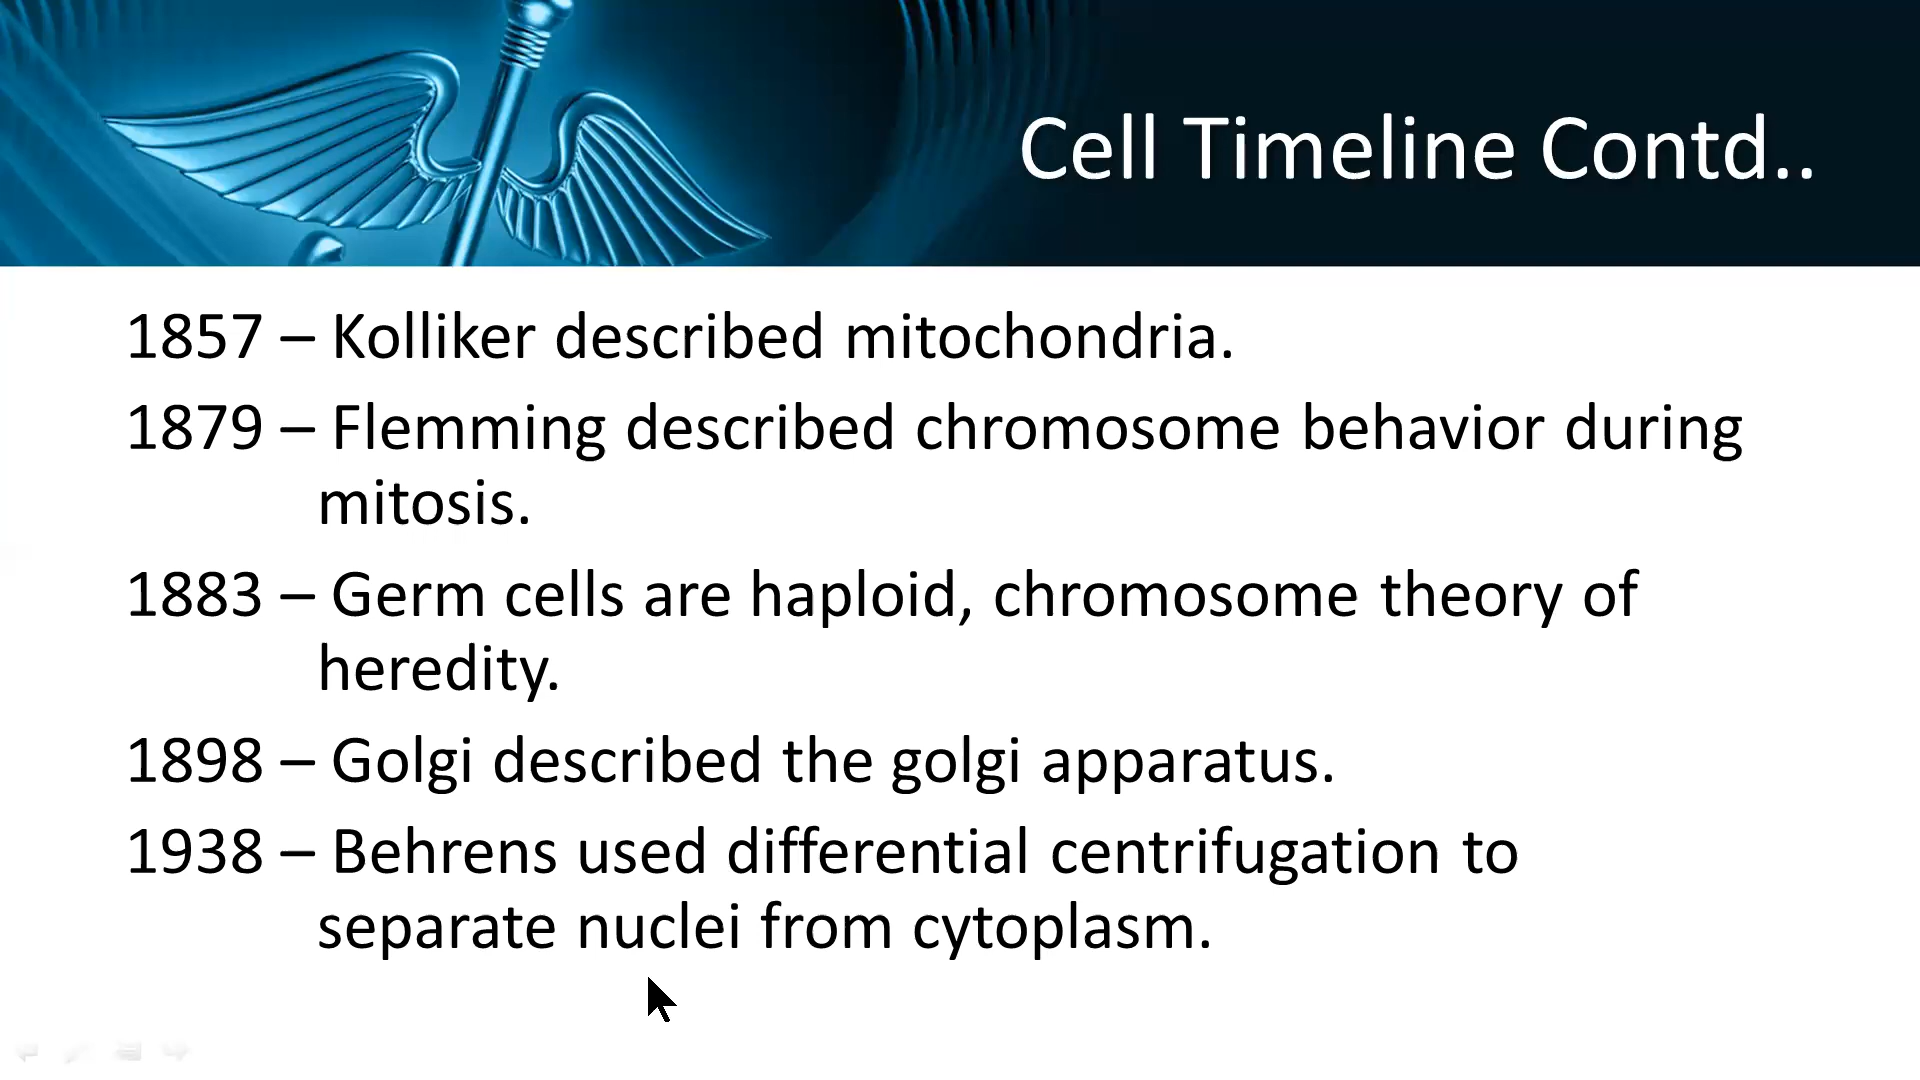 Cell Timeline Contd..
1857 – Kolliker described mitochondria.
1879 – Flemming described chromosome behavior during
mitosis.
1883 – Germ cells are haploid, chromosome theory of
heredity.
1898 – Golgi described the golgi apparatus.
1938 – Behrens used differential centrifugation to
separate nuclei from cytoplasm.